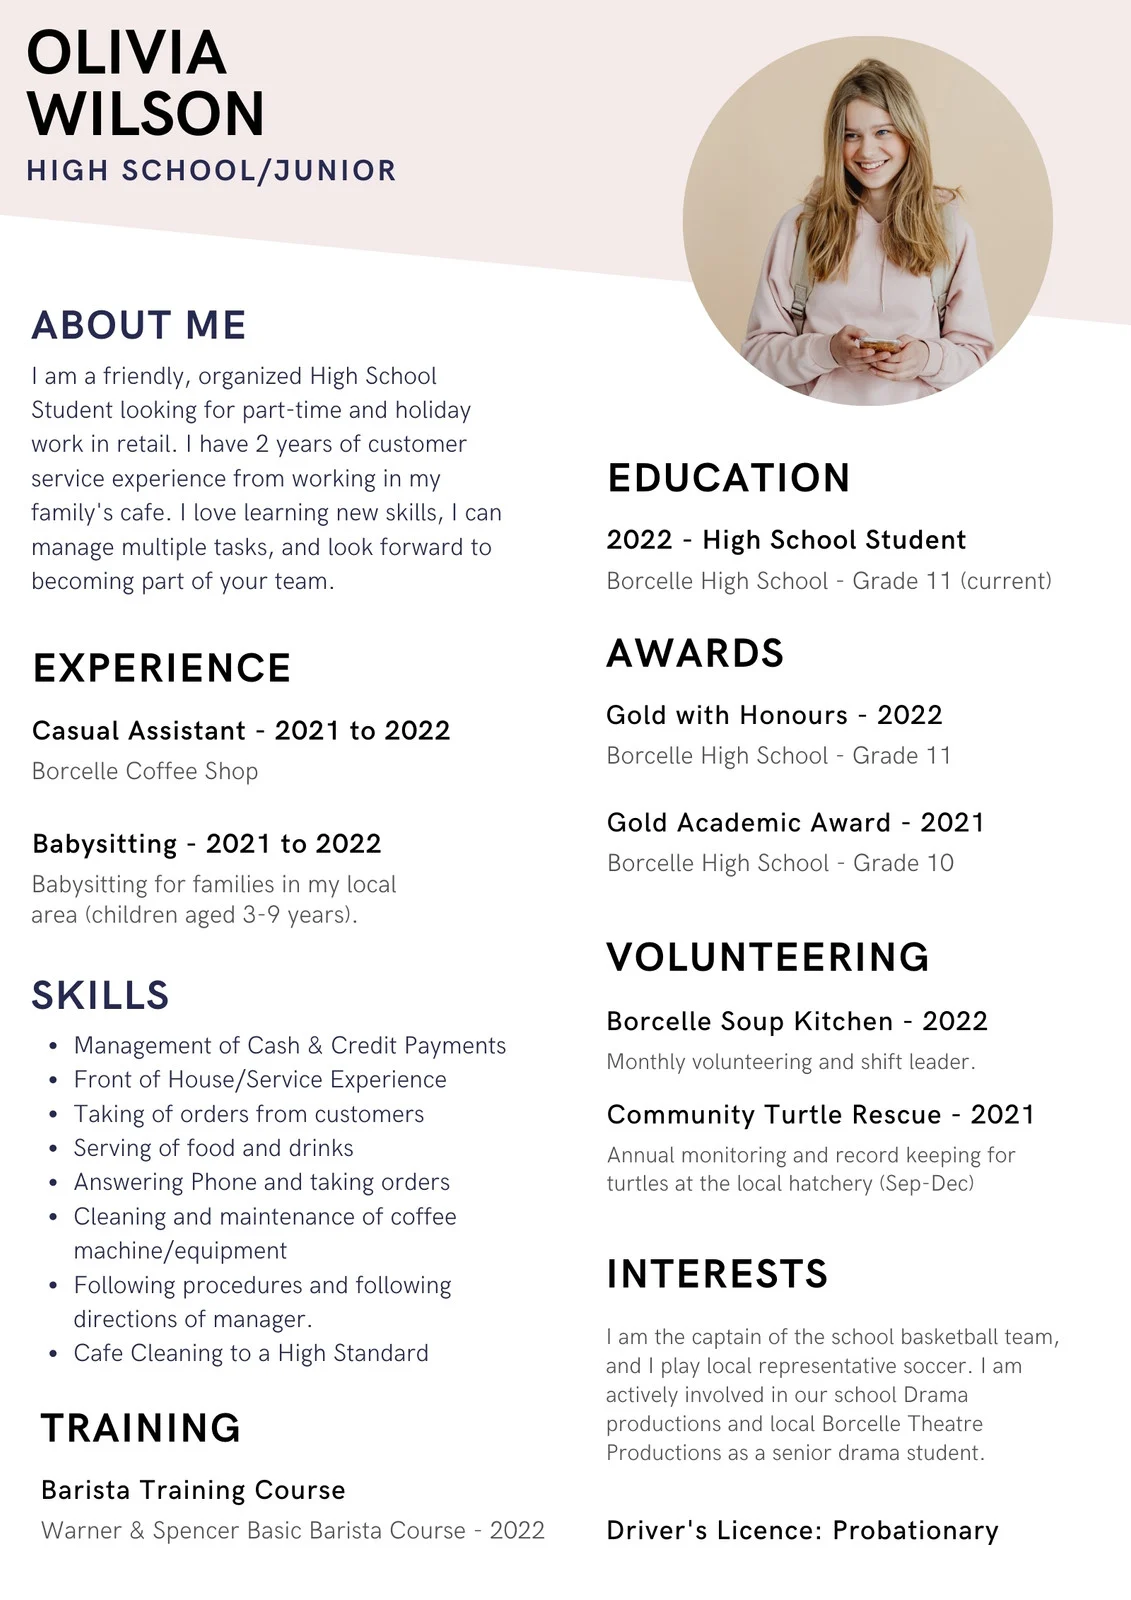 OLIVIA
WILSON
HIGH SCHOOL/JUNIOR
ABOUT ME
I am a friendly, organized High School
Student looking for part-time and holiday
work in retail. I have 2 years of customer
service experience from working in my
family's cafe. I love learning new skills, I can
manage multiple tasks, and look forward to
becoming part of your team.
EXPERIENCE
Casual Assistant - 2021 to 2022
Borcelle Coffee Shop
Babysitting - 2021 to 2022
Babysitting for families in my local
area (children aged 3-9 years).
SKILLS
• Management of Cash & Credit Payments
• Front of House/Service Experience
• Taking of orders from customers
• Serving of food and drinks
• Answering Phone and taking orders
• Cleaning and maintenance of coffee
machine/equipment
• Following procedures and following
directions of manager.
• Cafe Cleaning to a High Standard
TRAINING
Barista Training Course
Warner & Spencer Basic Barista Course - 2022
EDUCATION
2022 - High School Student
Borcelle High School - Grade 11 (current)
AWARDS
Gold with Honours - 2022
Borcelle High School - Grade 11
Gold Academic Award - 2021
Borcelle High School - Grade 10
VOLUNTEERING
Borcelle Soup Kitchen - 2022
Monthly volunteering and shift leader.
Community Turtle Rescue - 2021
Annual monitoring and record keeping for
turtles at the local hatchery (Sep-Dec)
INTERESTS
I am the captain of the school basketball team,
and I play local representative soccer. I am
actively involved in our school Drama
productions and local Borcelle Theatre
Productions as a senior drama student.
Driver's Licence: Probationary